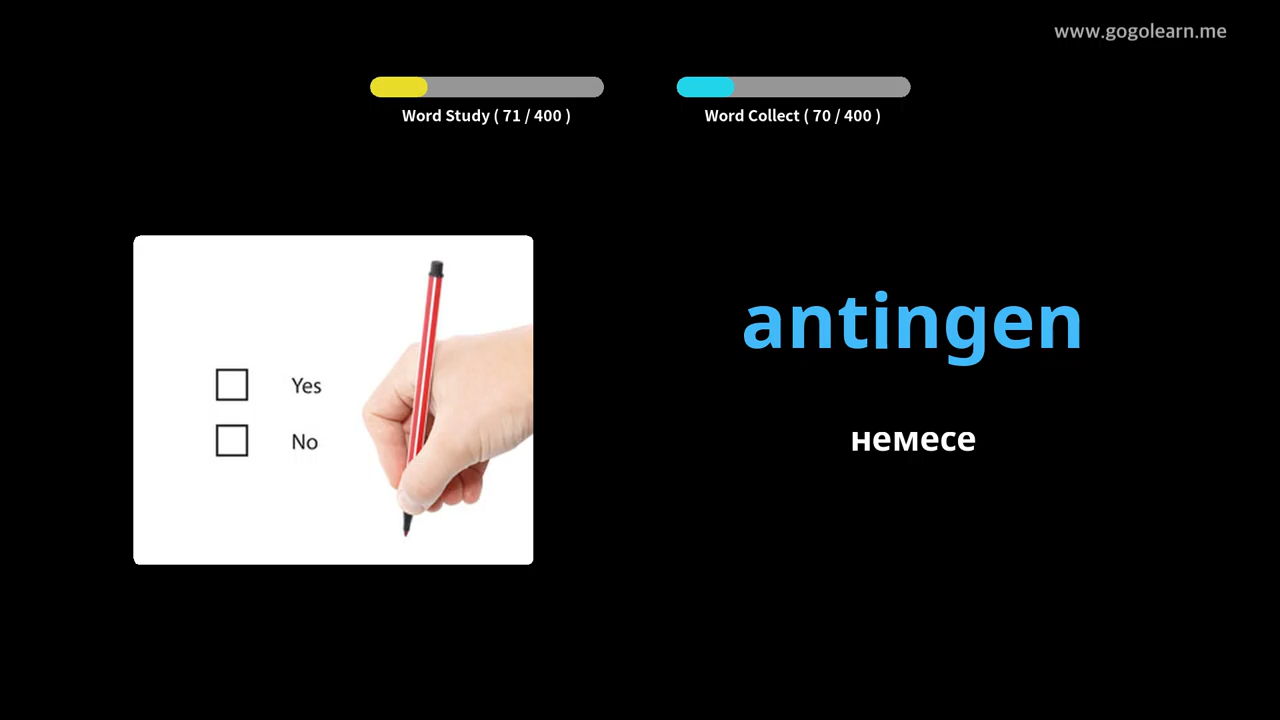 www.gogolearn.me
Word Study ( 71 / 400 )
Word Collect ( 70 / 400 )
Yes
No
antingen
немесе